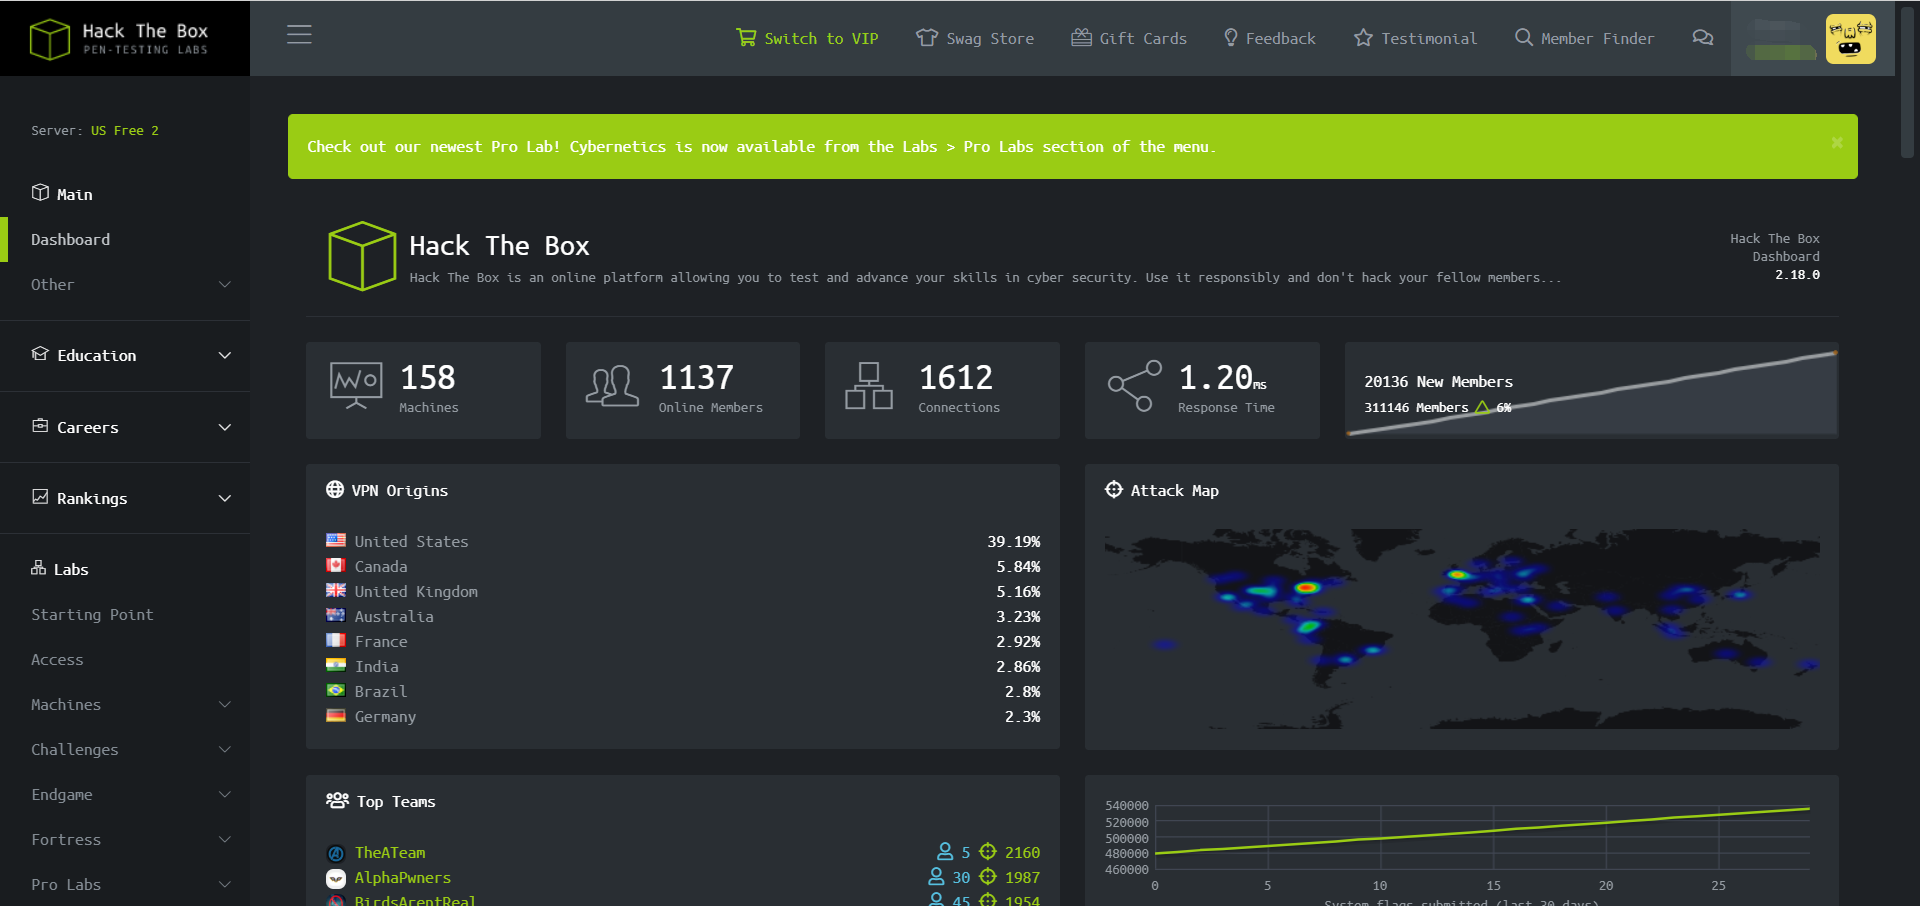 Hack The Box
PEN-TESTING LABS
Switch to VIP
Swag Store
Gift Cards
Feedback
Testimonial
Member Finder
Server: US Free 2
Main
Dashboard
Other
Education
Careers
Rankings
Labs
Starting Point
Access
Machines
Challenges
Endgame
Fortress
Pro Labs
Check out our newest Pro Lab! Cybernetics is now available from the Labs > Pro Labs section of the menu.
×
Hack The Box
Hack The Box is an online platform allowing you to test and advance your skills in cyber security. Use it responsibly and don't hack your fellow members...
Hack The Box
Dashboard
2.18.0
158
Machines
1137
Online Members
1612
Connections
1.20ms
Response Time
20136 New Members
311146 Members 6%
VPN Origins
United States 39.19%
Canada 5.84%
United Kingdom 5.16%
Australia 3.23%
France 2.92%
India 2.86%
Brazil 2.8%
Germany 2.3%
Attack Map
Top Teams
TheATeam 5 2160
AlphaPwners 30 1987
BirdsArentReal 45 1954
540000
520000
500000
480000
460000
0 5 10 15 20 25
System flags submitted (last 30 days)